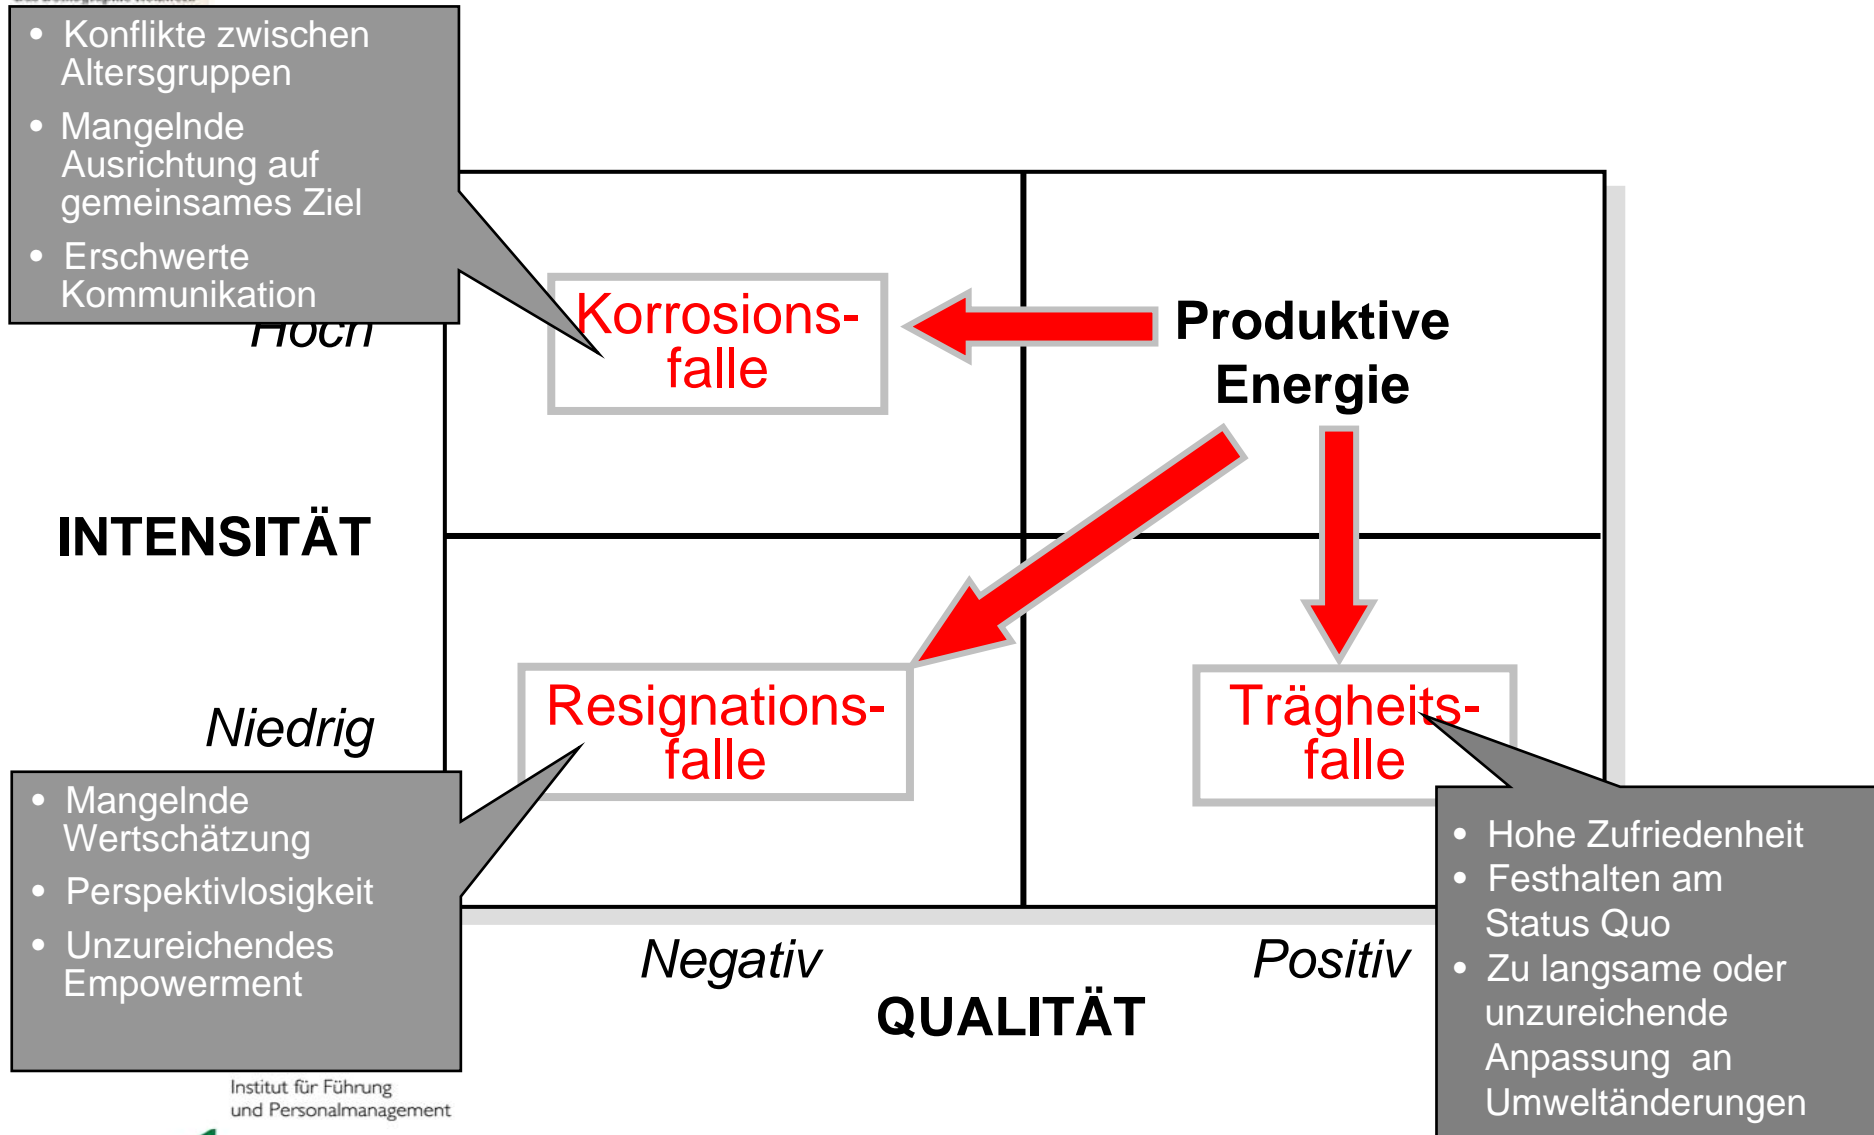 • Konflikte zwischen
Altersgruppen
• Mangelnde
Ausrichtung auf
gemeinsames Ziel
• Erschwerte
Kommunikation
Hoch
Korrosions-
falle
Produktive
Energie
INTENSITÄT
Niedrig
Resignations-
falle
Trägheits-
falle
• Mangelnde
Wertschätzung
• Perspektivlosigkeit
• Unzureichendes
Empowerment
• Hohe Zufriedenheit
• Festhalten am
Status Quo
• Zu langsame oder
unzureichende
Anpassung an
Umweltänderungen
Negativ
Positiv
QUALITÄT
Institut für Führung
und Personalmanagement